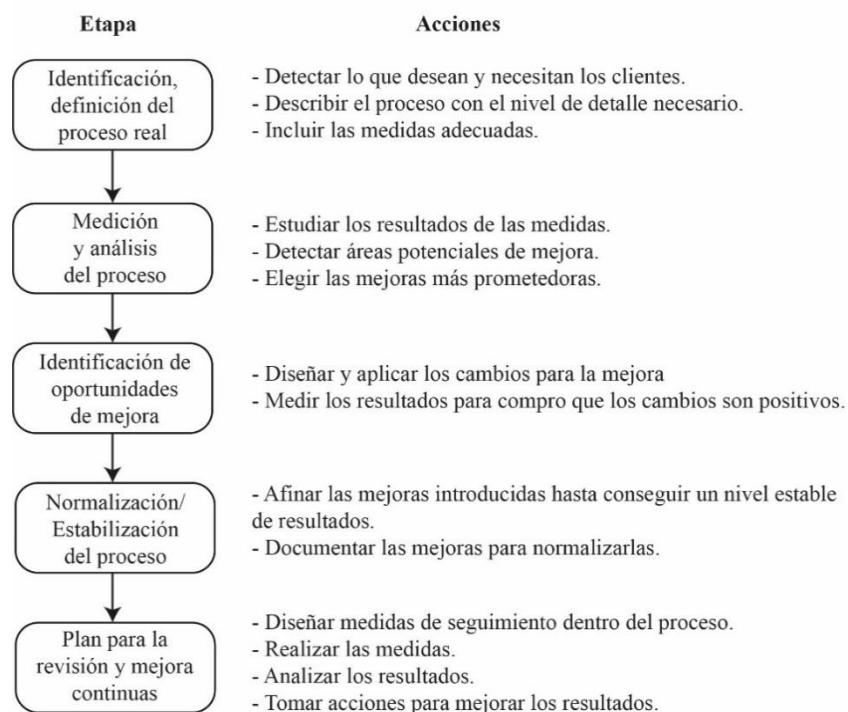 Etapa
Acciones
Identificación,
definición del
proceso real
- Detectar lo que desean y necesitan los clientes.
- Describir el proceso con el nivel de detalle necesario.
- Incluir las medidas adecuadas.
Medición
y análisis
del proceso
- Estudiar los resultados de las medidas.
- Detectar áreas potenciales de mejora.
- Elegir las mejoras más prometedoras.
Identificación de
oportunidades
de mejora
- Diseñar y aplicar los cambios para la mejora
- Medir los resultados para compro que los cambios son positivos.
Normalización/
Estabilización
del proceso
- Afinar las mejoras introducidas hasta conseguir un nivel estable
de resultados.
- Documentar las mejoras para normalizarlas.
Plan para la
revisión y mejora
continuas
- Diseñar medidas de seguimiento dentro del proceso.
- Realizar las medidas.
- Analizar los resultados.
- Tomar acciones para mejorar los resultados.